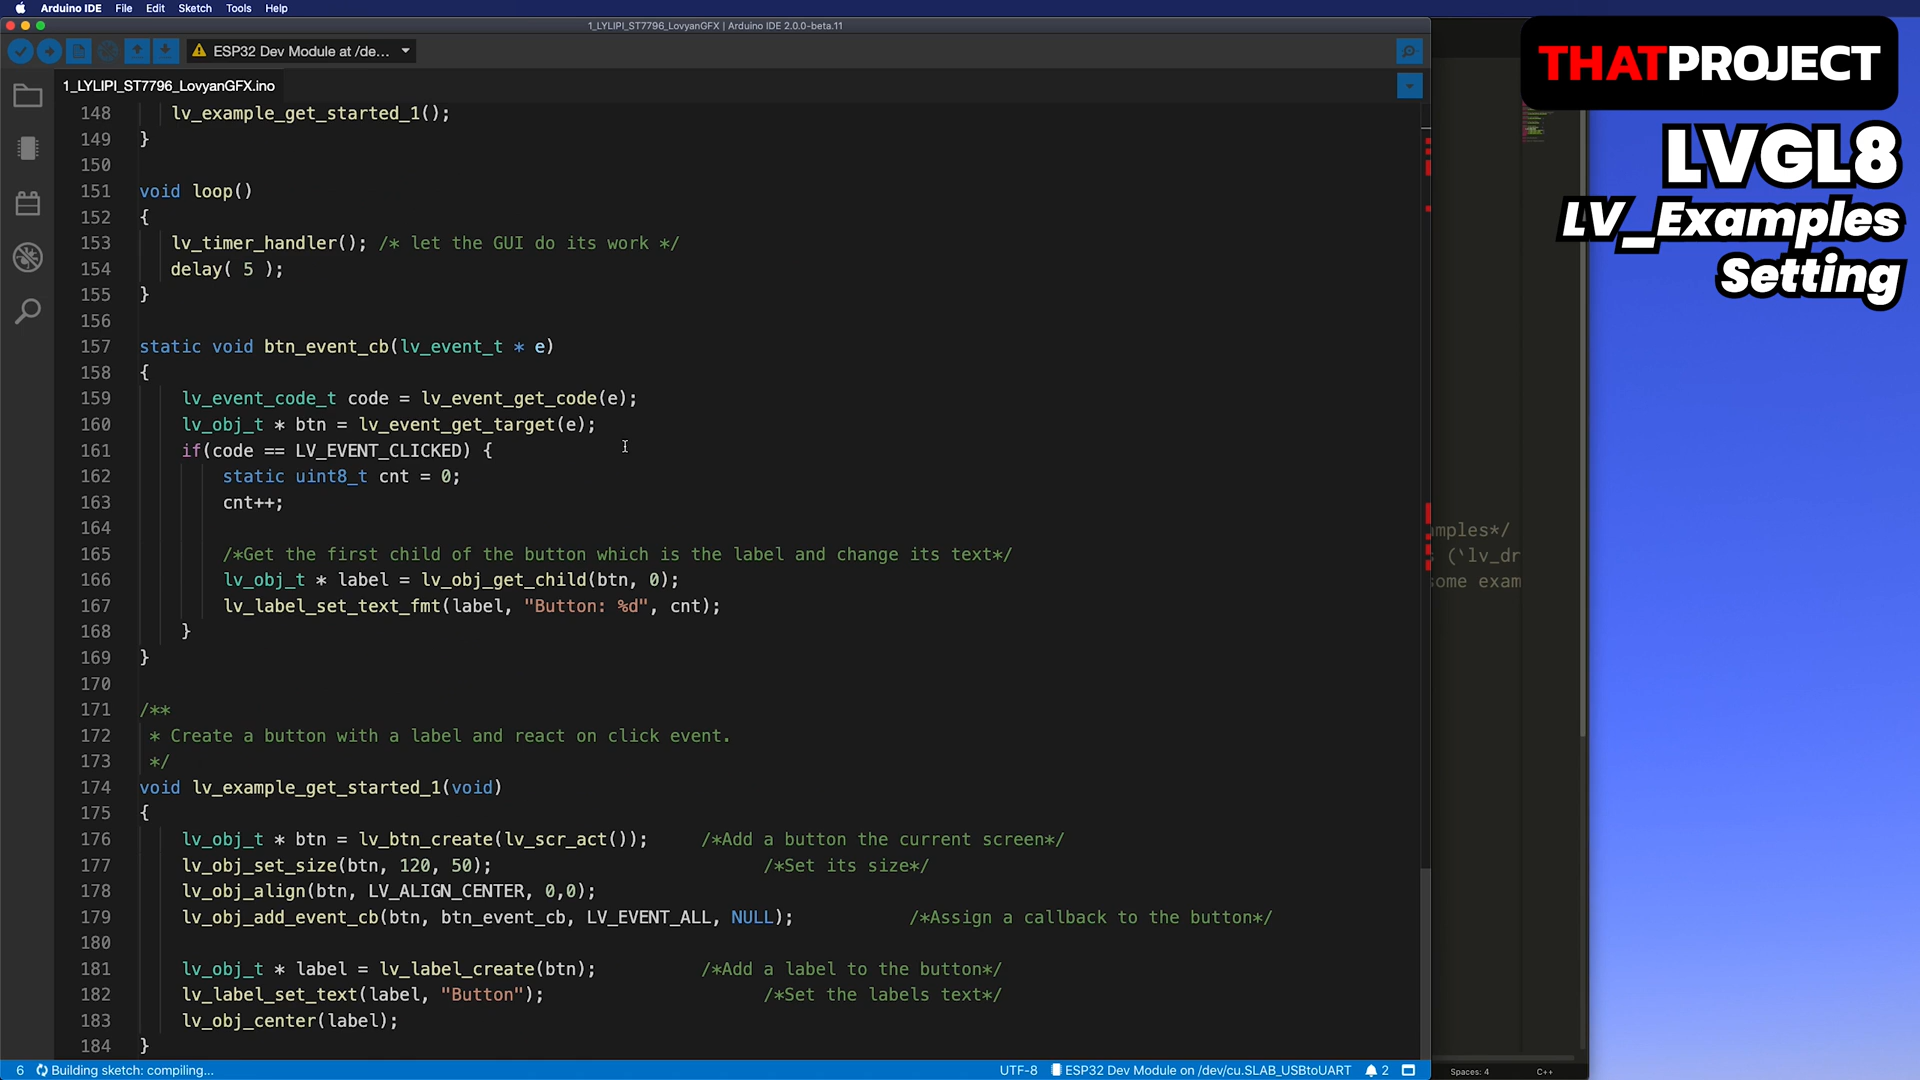 Arduino IDE File Edit Sketch Tools Help
1_LYLIPI_ST7796_LovyanGFX | Arduino IDE 2.0.0-beta.11
ESP32 Dev Module at /de...
1_LYLIPI_ST7796_LovyanGFX.ino
THATPROJECT
LVGL8
LV_Examples
Setting
148 lv_example_get_started_1();
149 }
150
151 void loop()
152 {
153 lv_timer_handler(); /* let the GUI do its work */
154 delay( 5 );
155 }
156
157 static void btn_event_cb(lv_event_t * e)
158 {
159 lv_event_code_t code = lv_event_get_code(e);
160 lv_obj_t * btn = lv_event_get_target(e);
161 if(code == LV_EVENT_CLICKED) {
162 static uint8_t cnt = 0;
163 cnt++;
164
165 /*Get the first child of the button which is the label and change its text*/
166 lv_obj_t * label = lv_obj_get_child(btn, 0);
167 lv_label_set_text_fmt(label, "Button: %d", cnt);
168 }
169 }
170
171 /**
172 * Create a button with a label and react on click event.
173 */
174 void lv_example_get_started_1(void)
175 {
176 lv_obj_t * btn = lv_btn_create(lv_scr_act()); /*Add a button the current screen*/
177 lv_obj_set_size(btn, 120, 50); /*Set its size*/
178 lv_obj_align(btn, LV_ALIGN_CENTER, 0,0);
179 lv_obj_add_event_cb(btn, btn_event_cb, LV_EVENT_ALL, NULL); /*Assign a callback to the button*/
180
181 lv_obj_t * label = lv_label_create(btn); /*Add a label to the button*/
182 lv_label_set_text(label, "Button"); /*Set the labels text*/
183 lv_obj_center(label);
184 }
mples*/
(`lv_dr
some exam
6 Building sketch: compiling...
UTF-8 ESP32 Dev Module on /dev/cu.SLAB_USBtoUART 2
Spaces: 4 C++